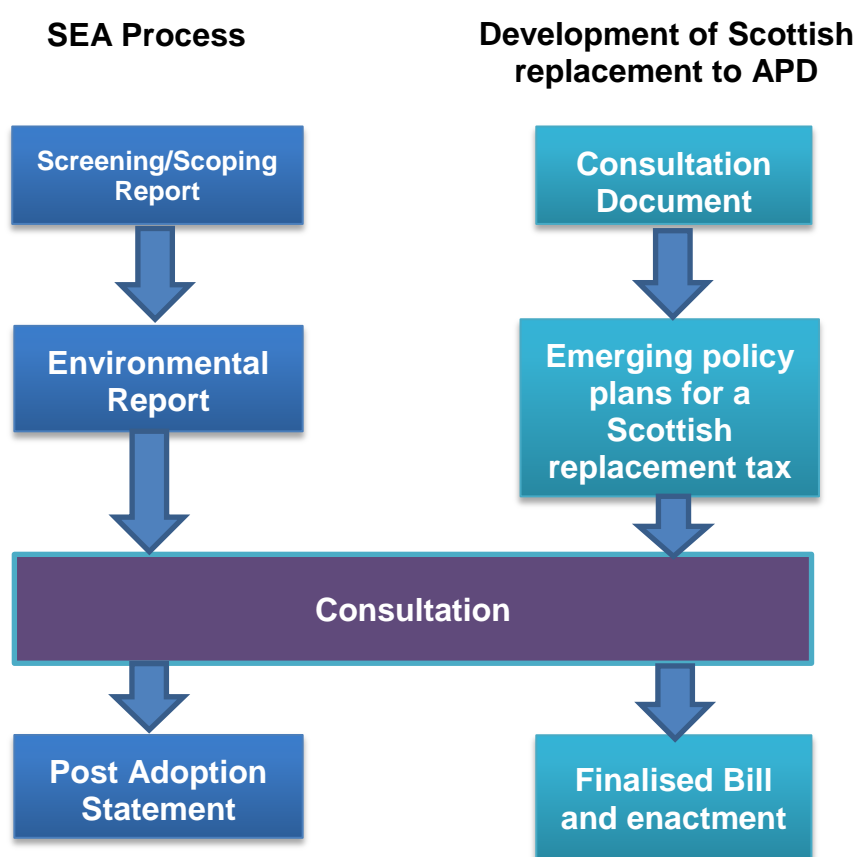 SEA Process
Development of Scottish
replacement to APD
Screening/Scoping
Report
Consultation
Document
Environmental
Report
Emerging policy
plans for a
Scottish
replacement tax
Consultation
Post Adoption
Statement
Finalised Bill
and enactment